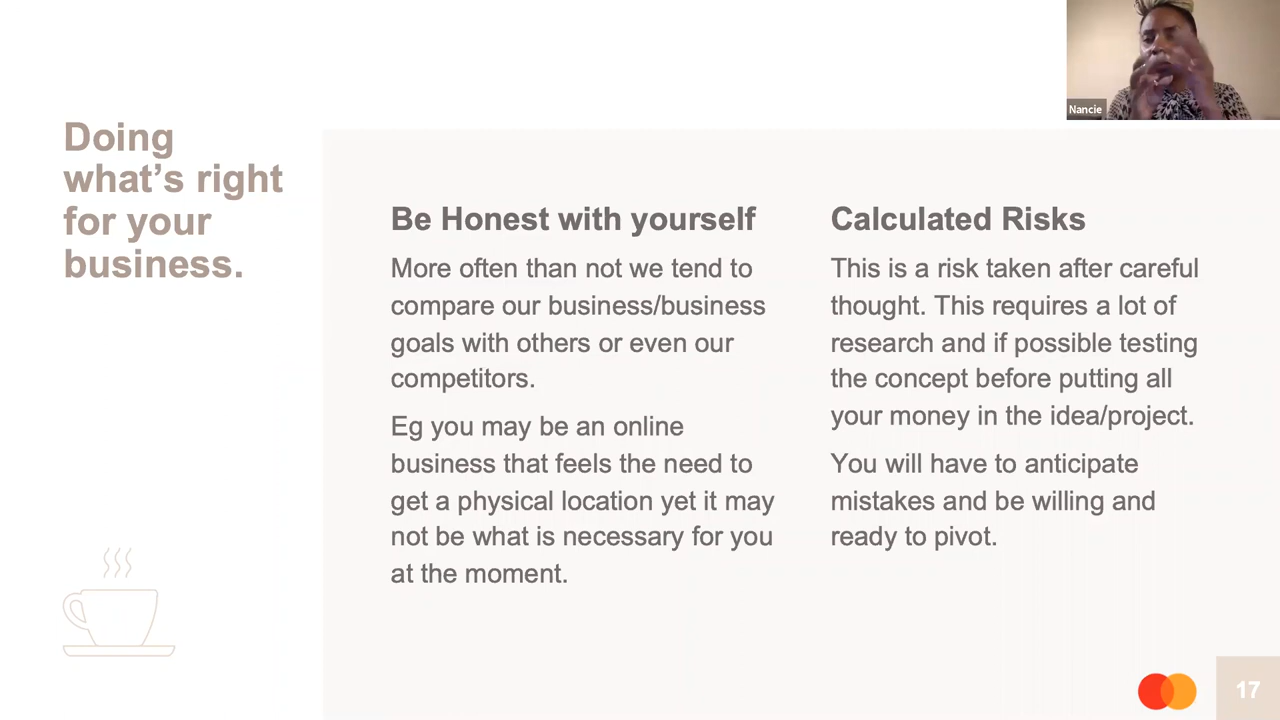 Nancie
Doing
what’s right
for your
business.
Be Honest with yourself
More often than not we tend to
compare our business/business
goals with others or even our
competitors.
Eg you may be an online
business that feels the need to
get a physical location yet it may
not be what is necessary for you
at the moment.
Calculated Risks
This is a risk taken after careful
thought. This requires a lot of
research and if possible testing
the concept before putting all
your money in the idea/project.
You will have to anticipate
mistakes and be willing and
ready to pivot.
17